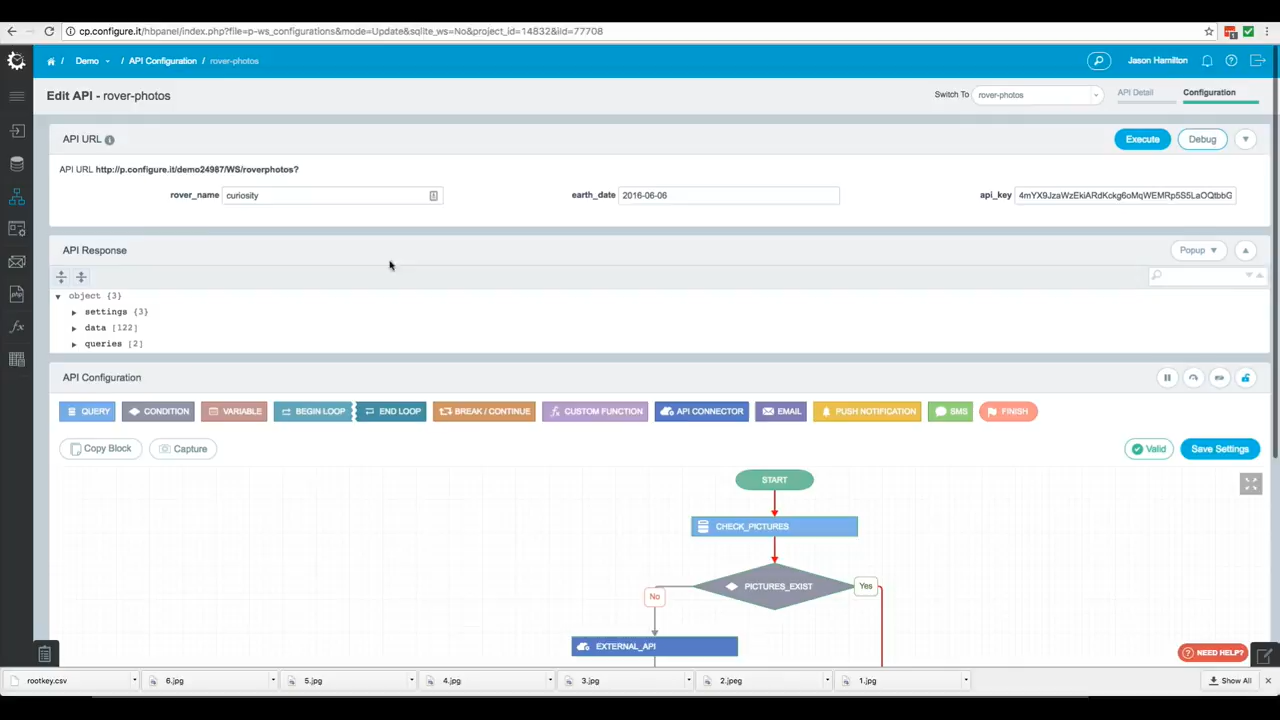 cp.configure.it/hbpanel/index.php?file=p-ws_configurations&mode=Update&sqlite_ws=No&project_id=14832&iid=77708
Demo / API Configuration / rover-photos
Jason Hamilton
Edit API - rover-photos
Switch To rover-photos API Detail Configuration
API URL Execute Debug
API URL http://p.configure.it/demo24987/WS/roverphotos?
rover_name curiosity earth_date 2016-06-06 api_key 4mYX9JzaWzEkiARdKckg6oMqWEMRp5S5LaOQtbbG
API Response Popup
object {3}
settings {3}
data [122]
queries [2]
API Configuration
QUERY CONDITION VARIABLE BEGIN LOOP END LOOP BREAK / CONTINUE CUSTOM FUNCTION API CONNECTOR EMAIL PUSH NOTIFICATION SMS FINISH
Copy Block Capture Valid Save Settings
START
CHECK_PICTURES
PICTURES_EXIST Yes
No
EXTERNAL_API
NEED HELP?
rootkey.csv 6.jpg 5.jpg 4.jpg 3.jpg 2.jpeg 1.jpg Show All